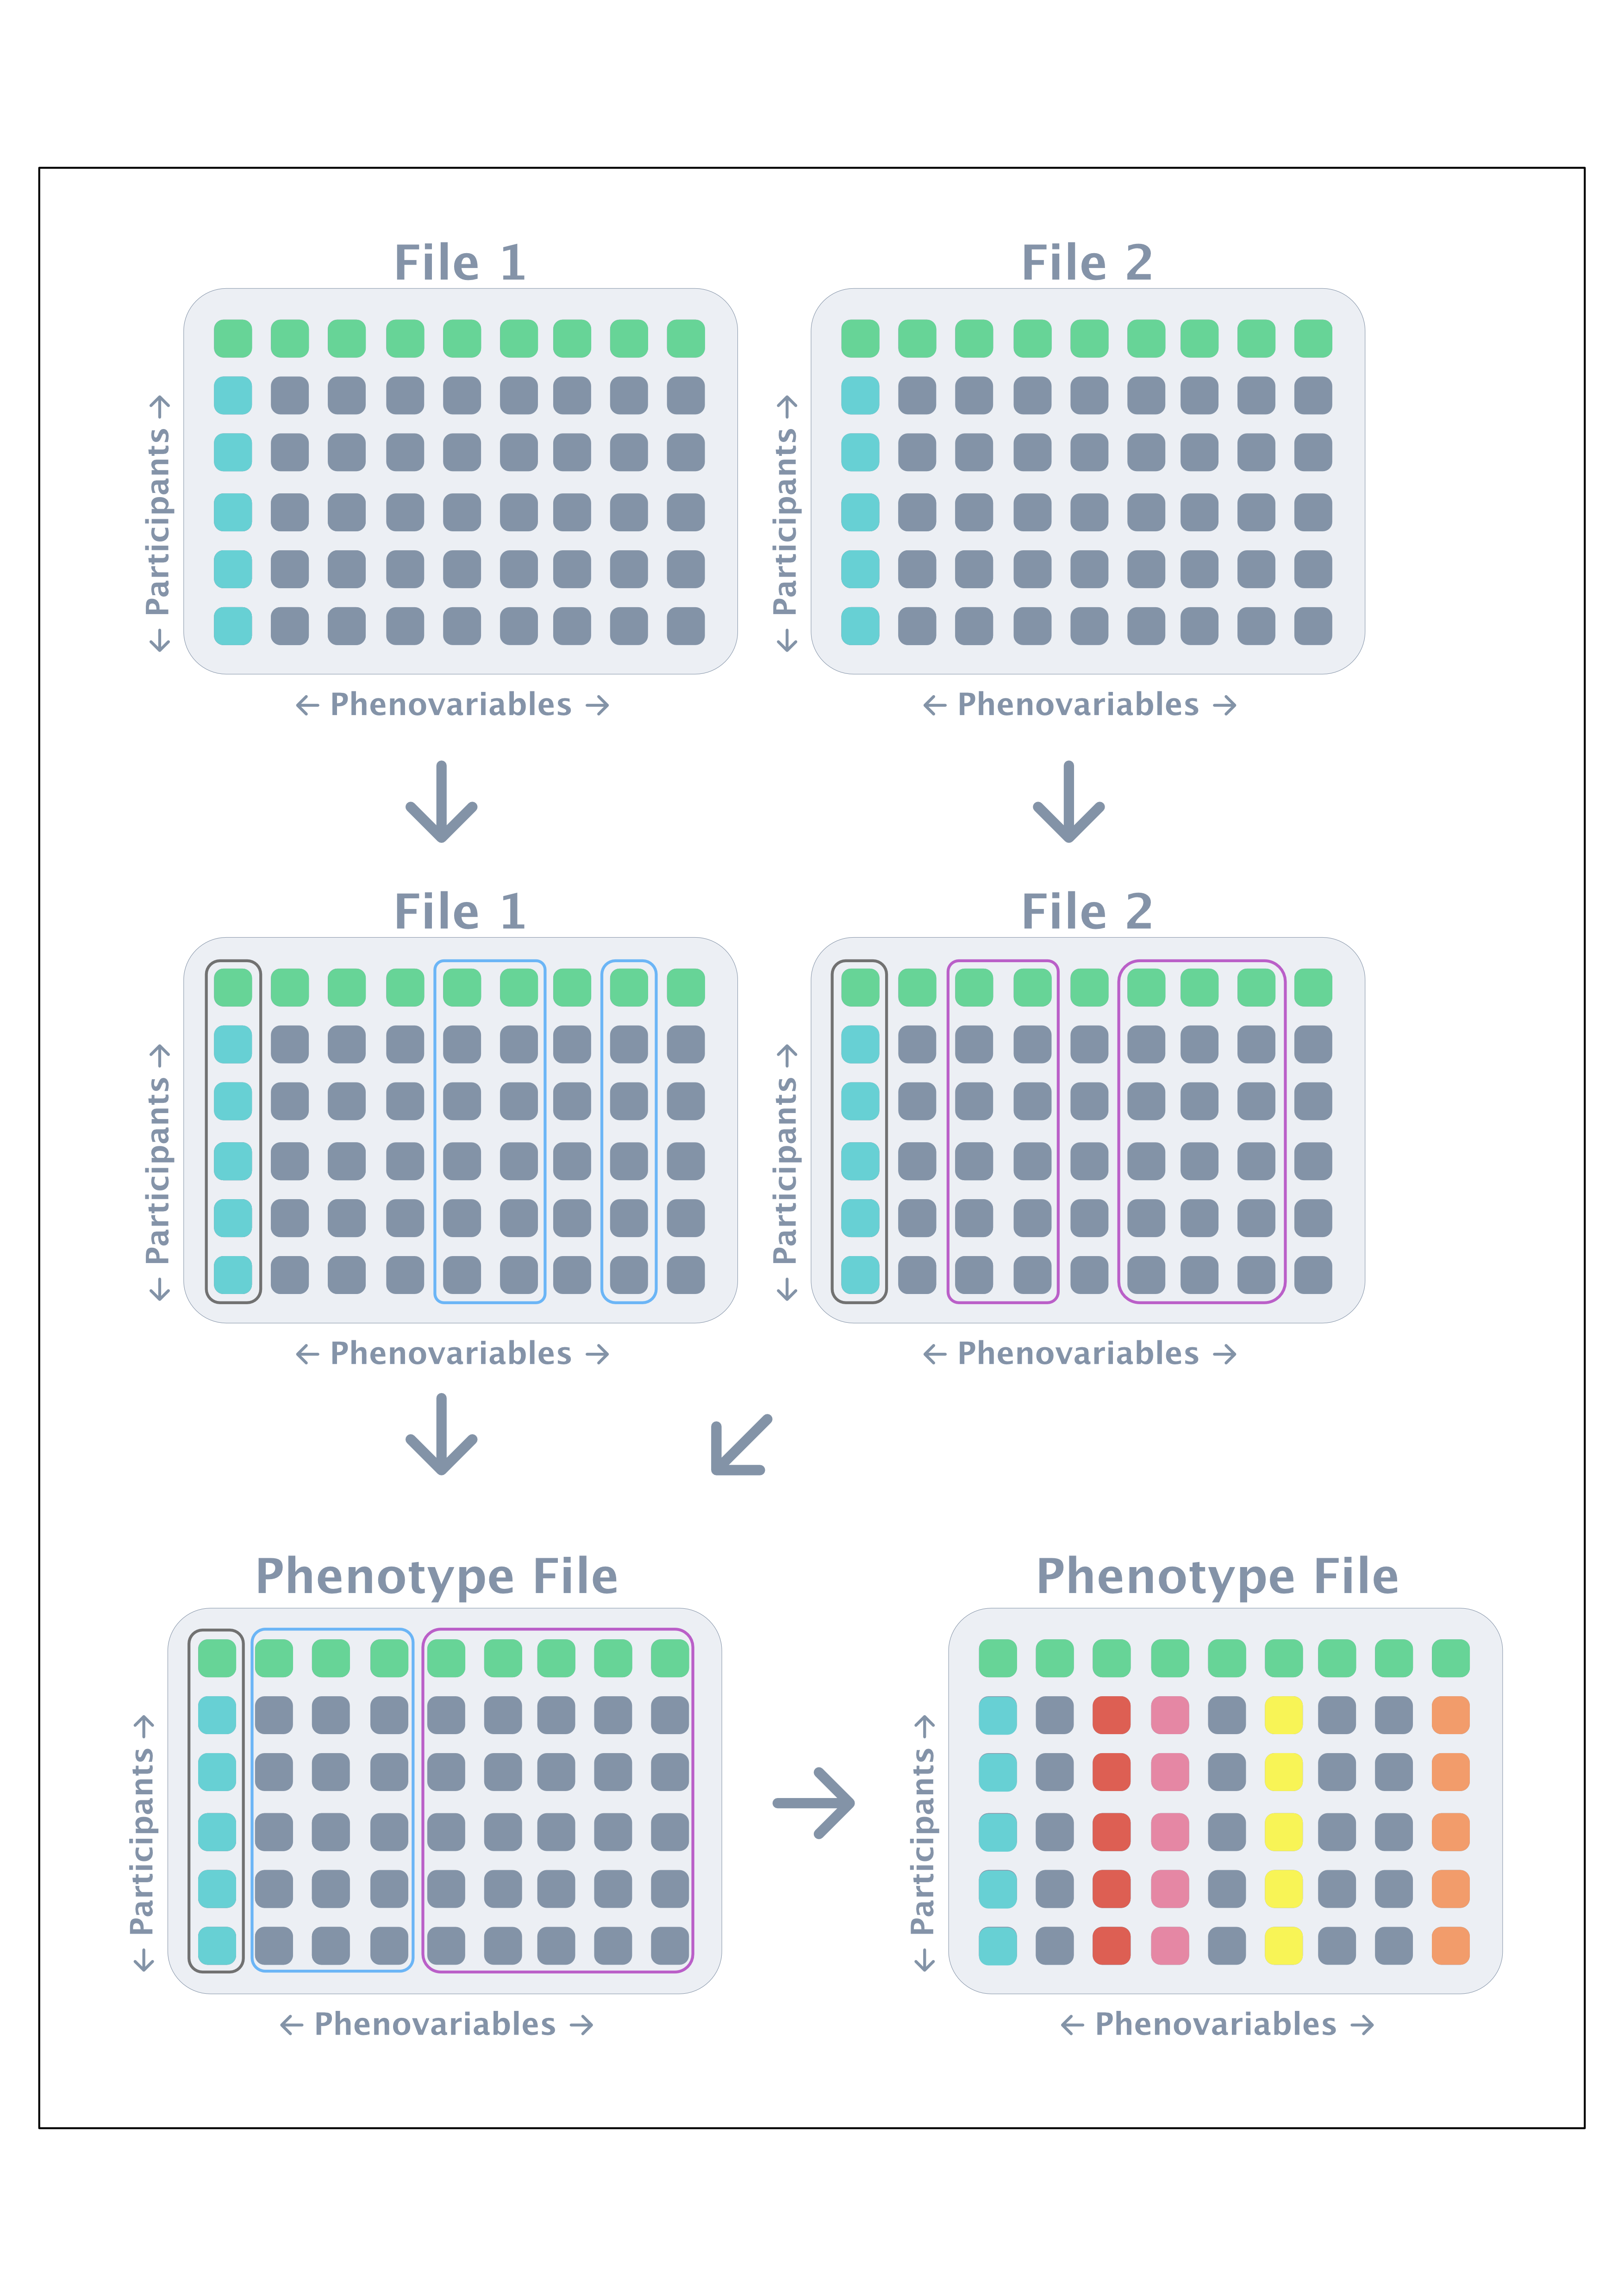 File 1
File 2
← Participants →
← Participants →
← Phenovariables →
← Phenovariables →
File 1
File 2
← Participants →
← Participants →
← Phenovariables →
← Phenovariables →
Phenotype File
Phenotype File
← Participants →
← Participants →
← Phenovariables →
← Phenovariables →